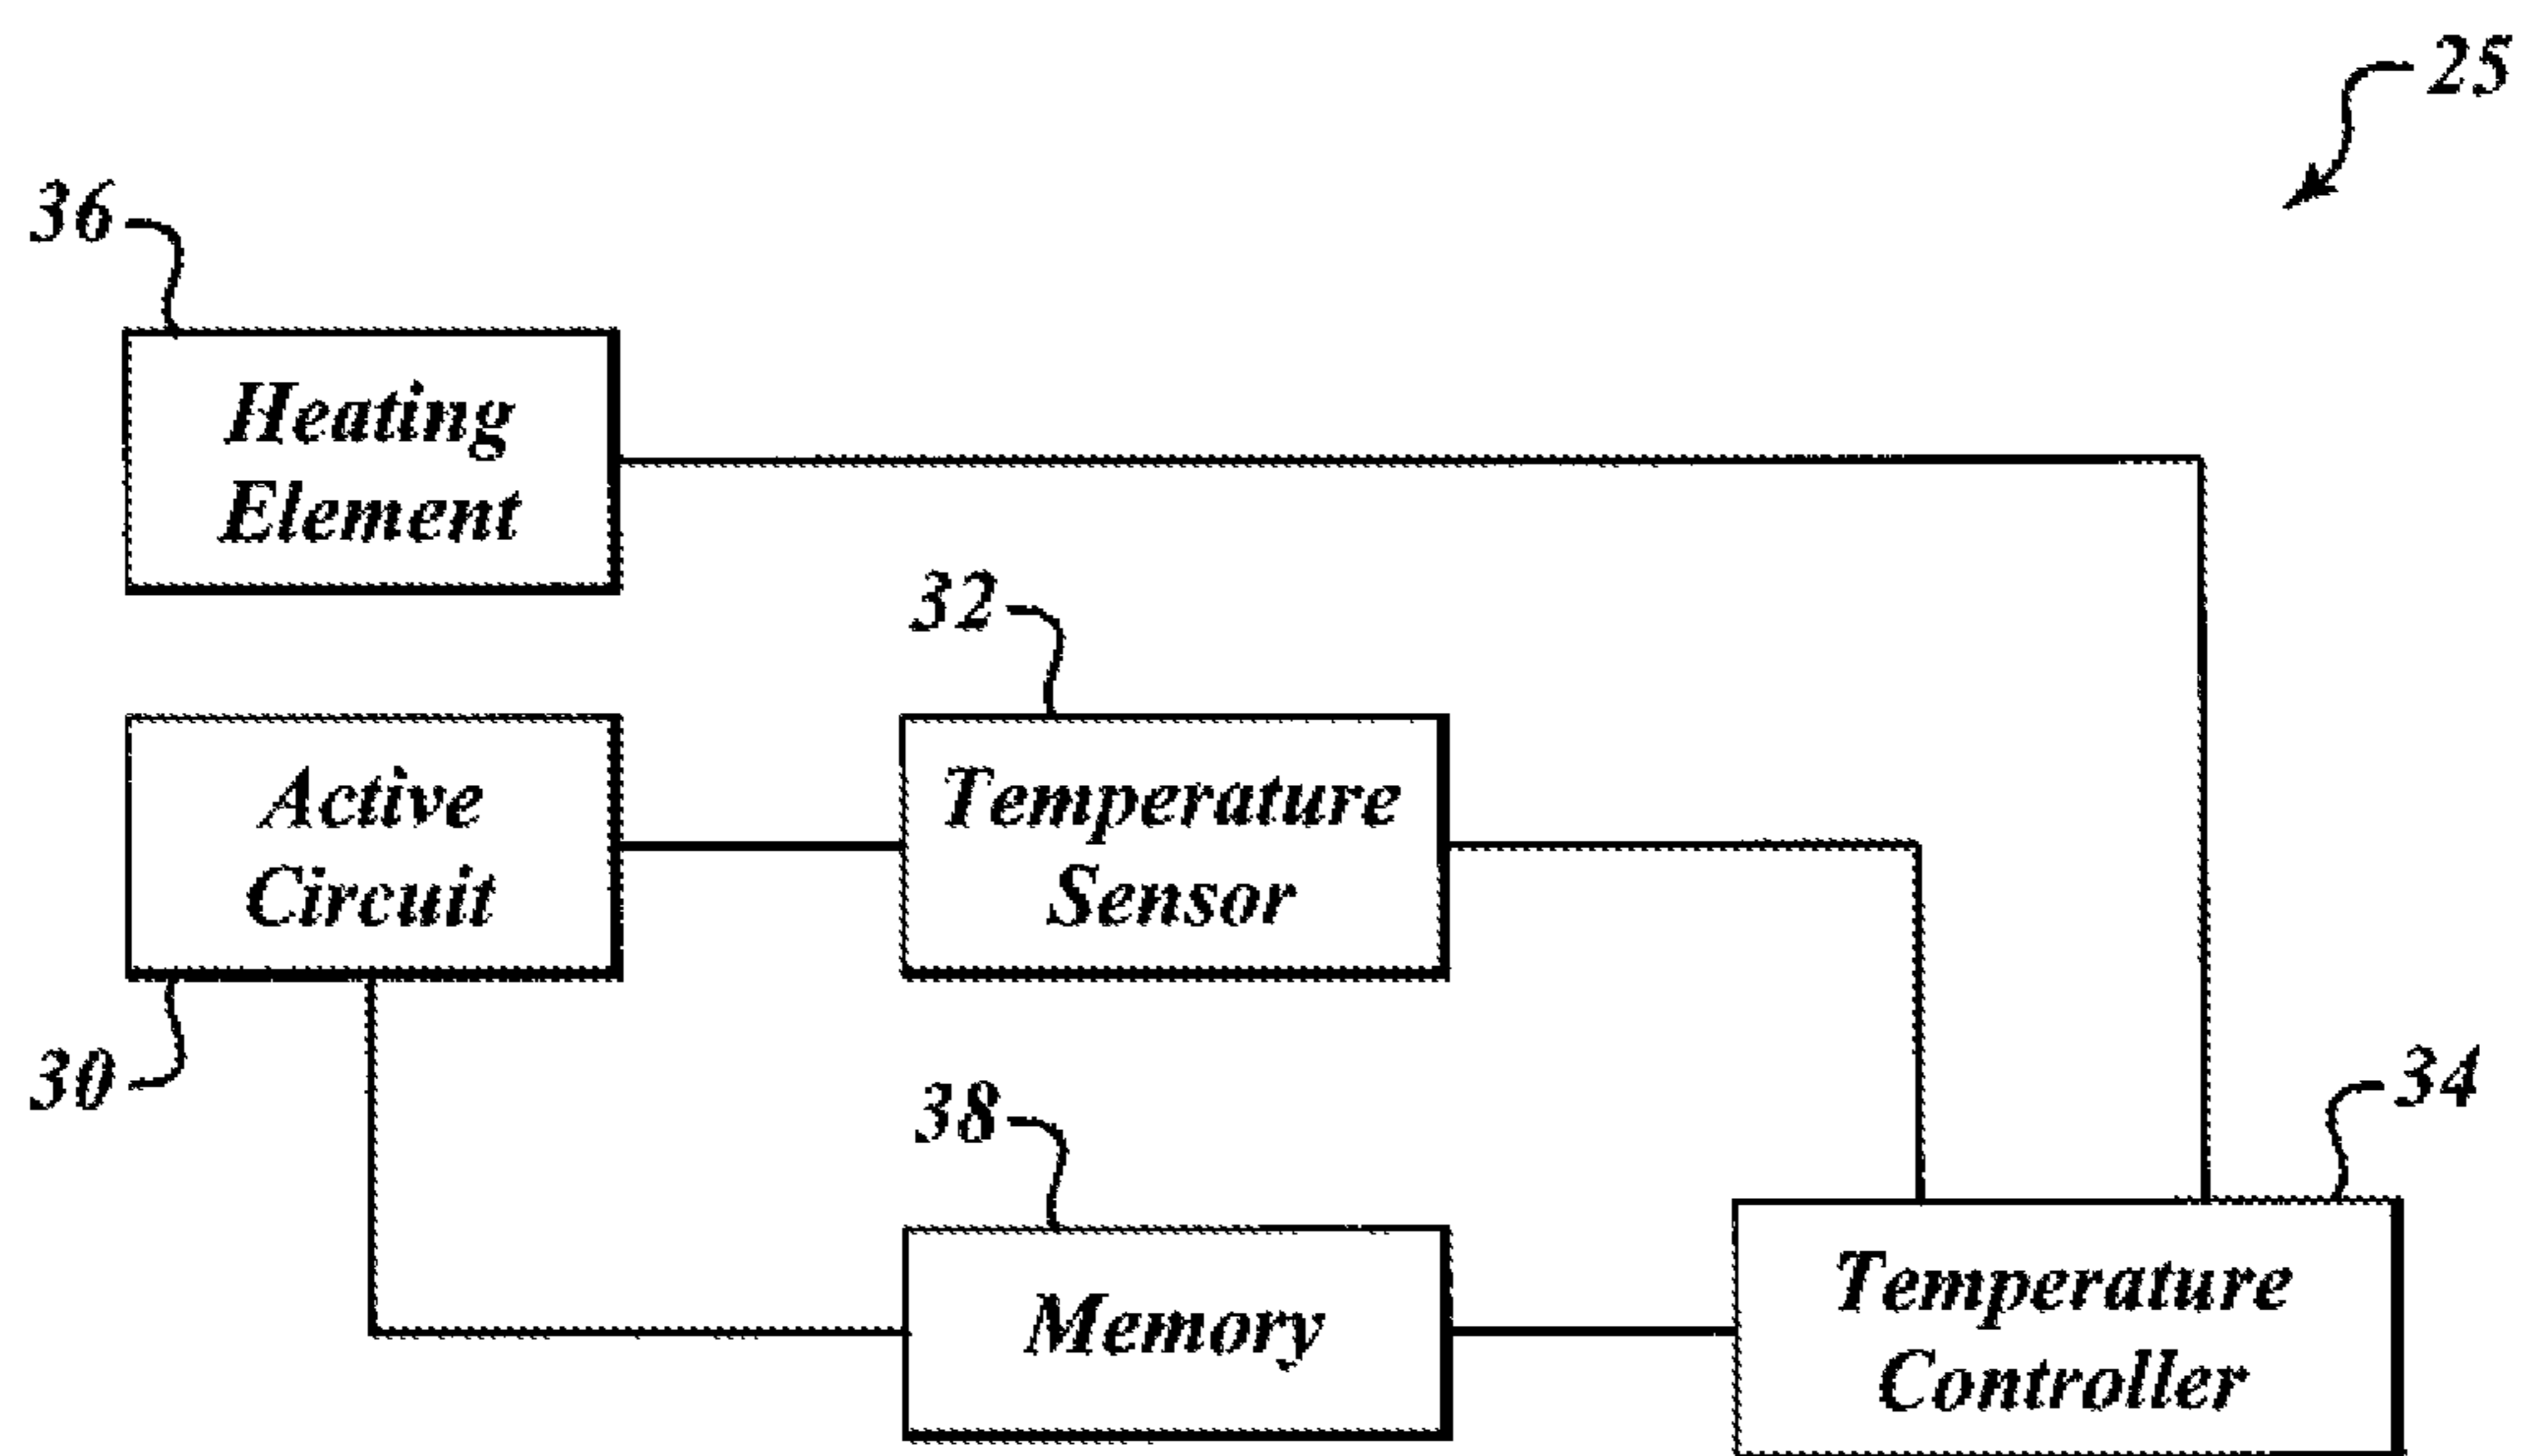 25
36
Heating
Element
32
Temperature
Sensor
Active
Circuit
30
38
34
Memory
Temperature
Controller